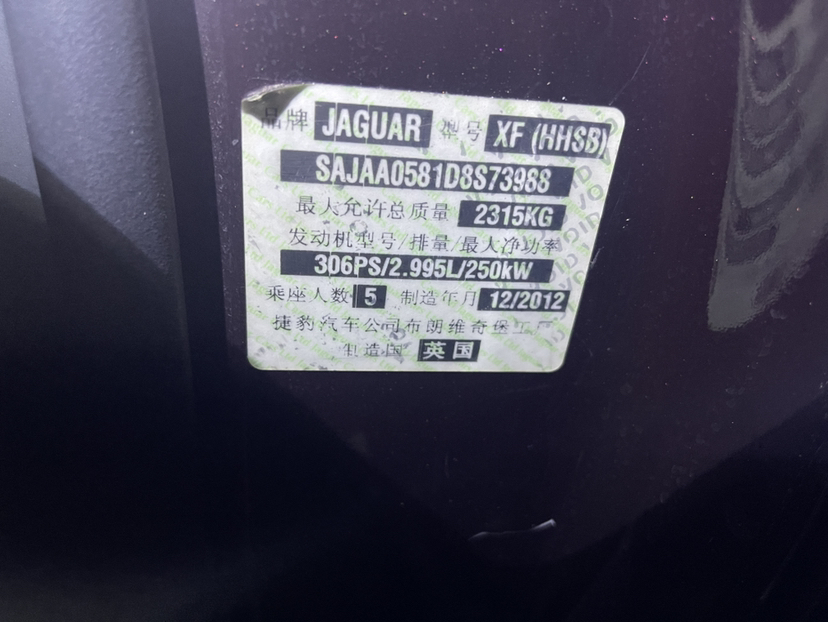 品牌 JAGUAR 型号 XF (HHSB)
SAJAA0581D8S73988
最大允许总质量 2315KG
发动机型号/排量/最大净功率
306PS/2.995L/250kW
乘座人数 5 制造年月 12/2012
捷豹汽车公司布朗维奇堡工厂
制造国 英国
VOID